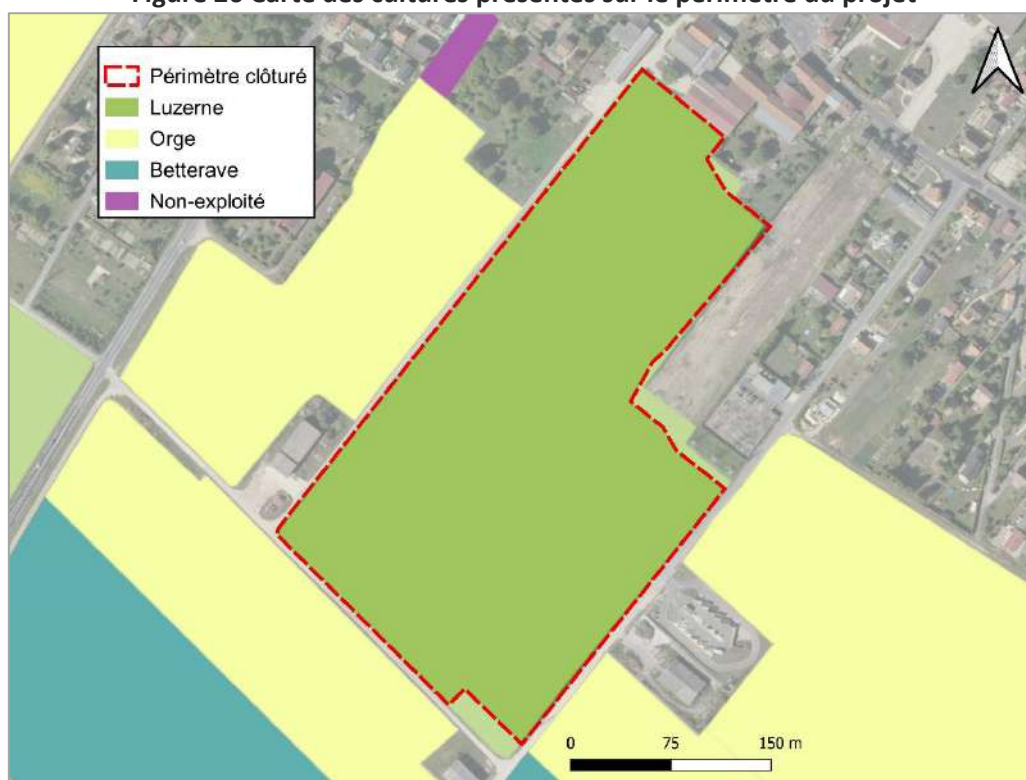 Périmètre clôturé
Luzerne
Orge
Betterave
Non-exploité
0 75 150 m